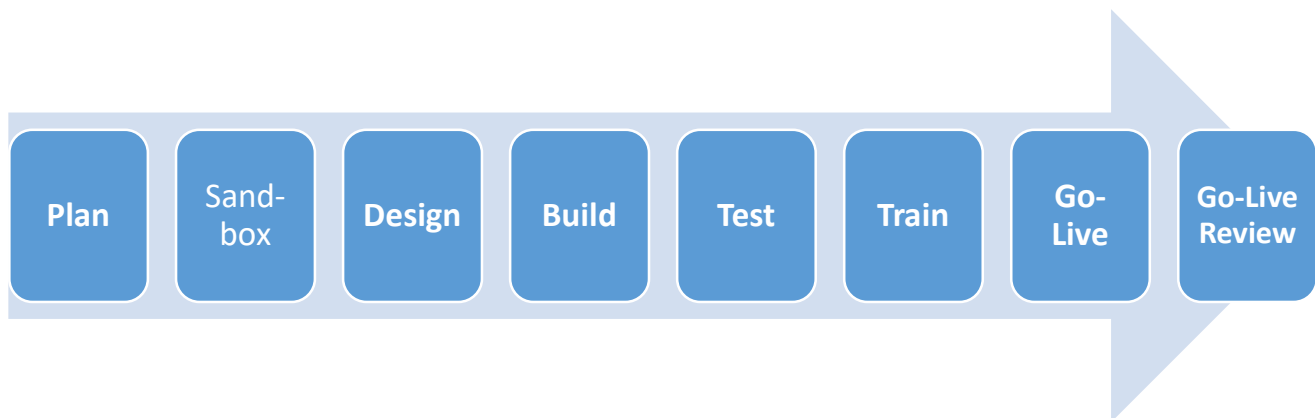 Plan
Sand-
box
Design
Build
Test
Train
Go-
Live
Go-Live
Review